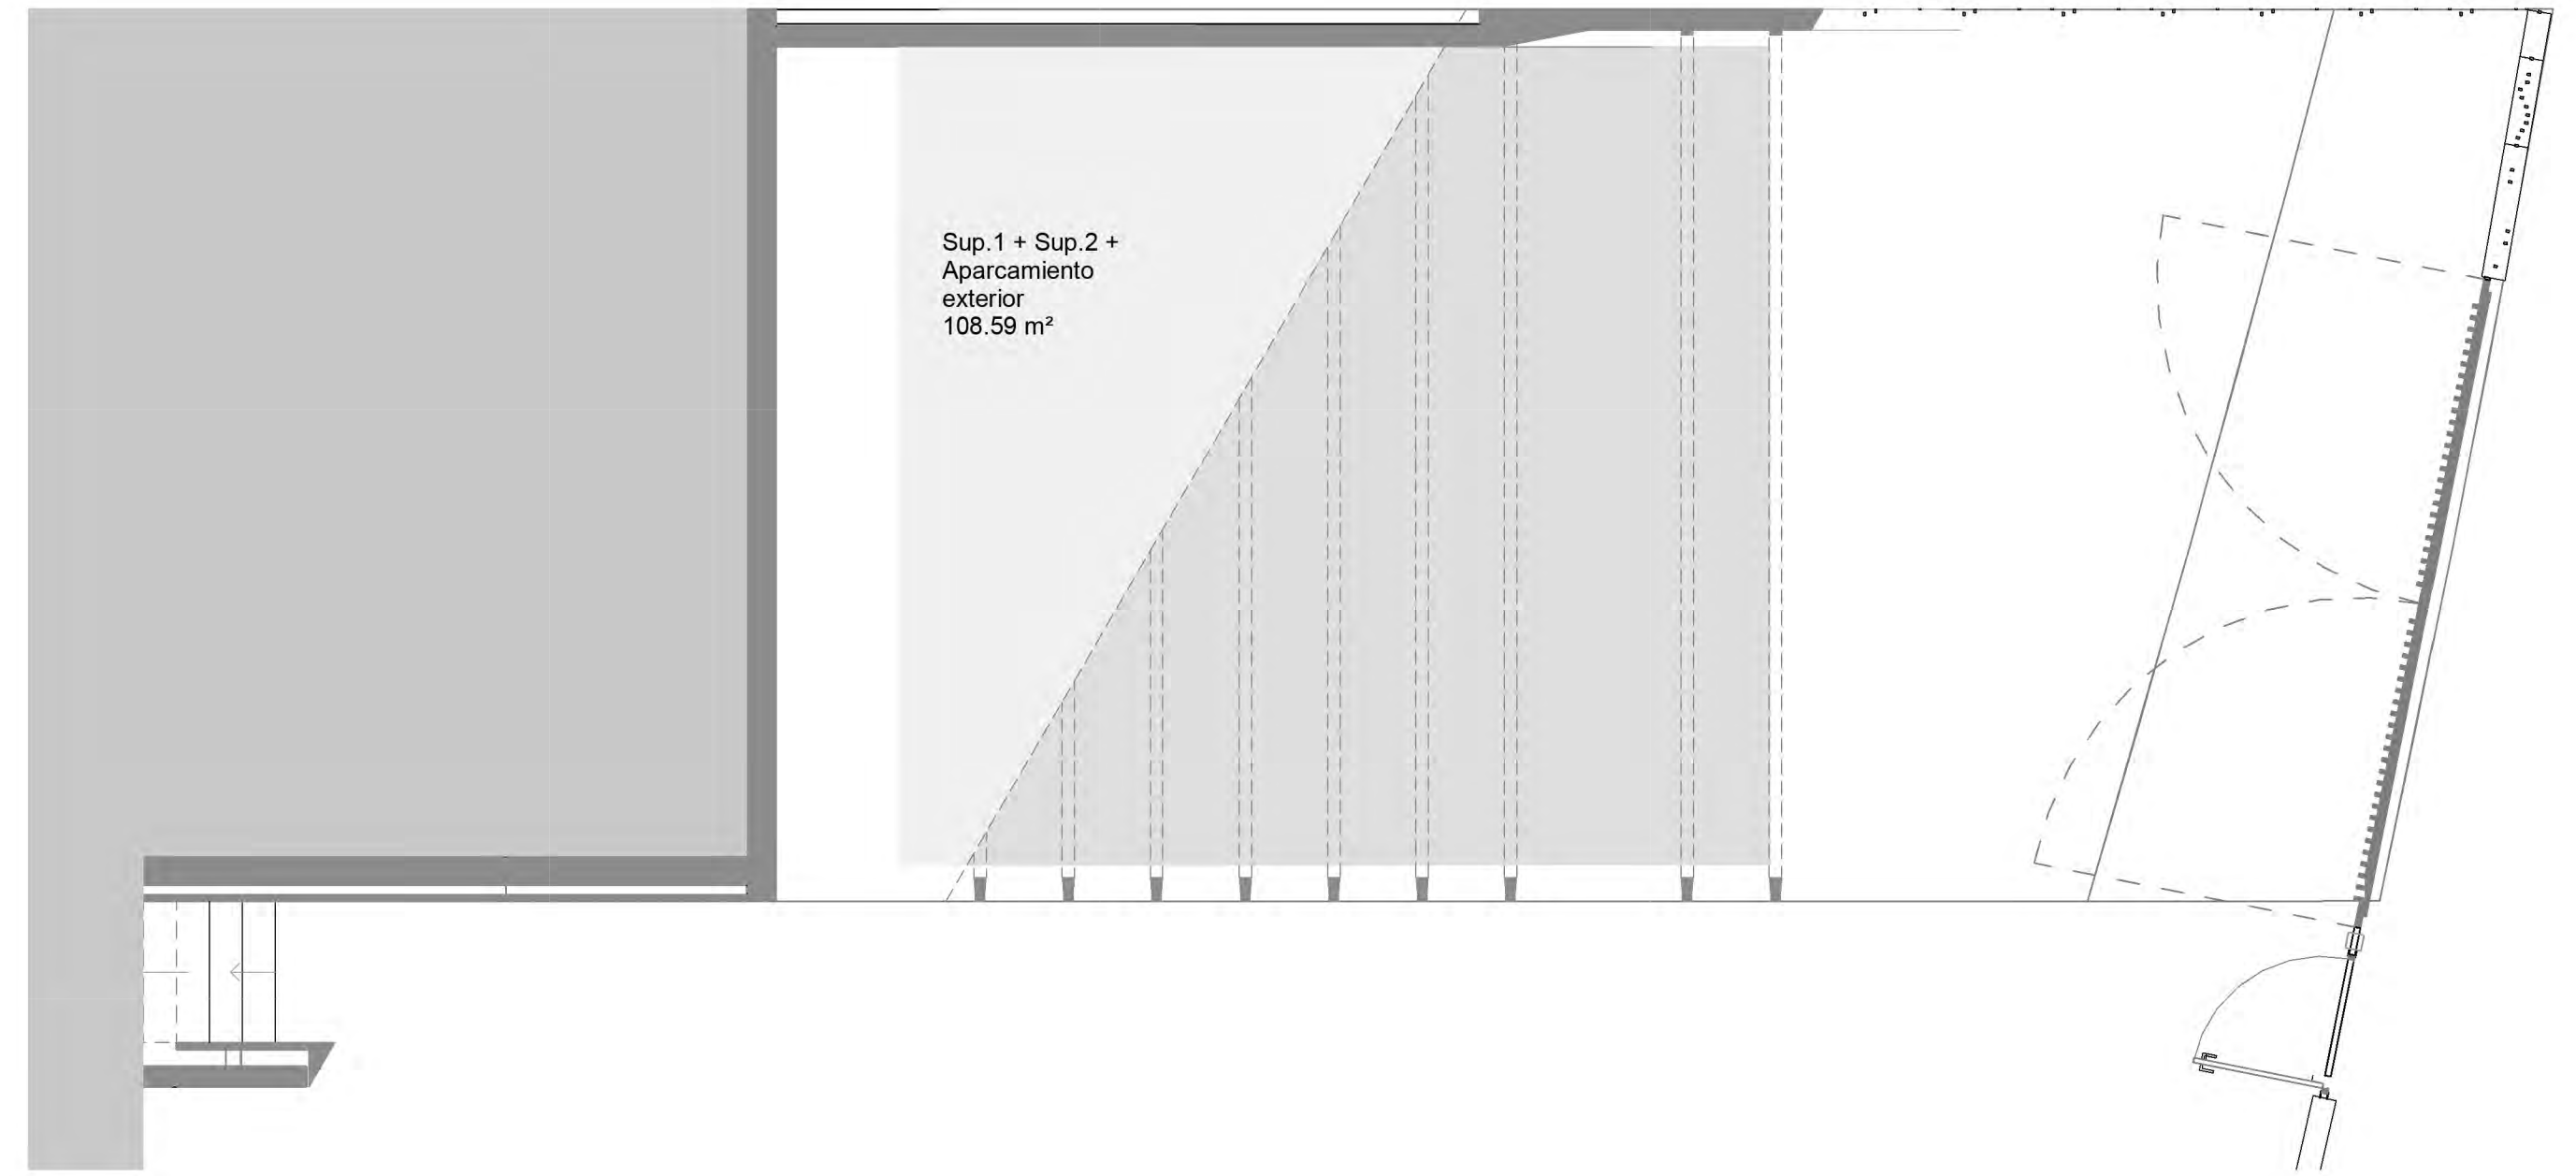 Sup.1 + Sup.2 +
Aparcamiento
exterior
108.59 m²